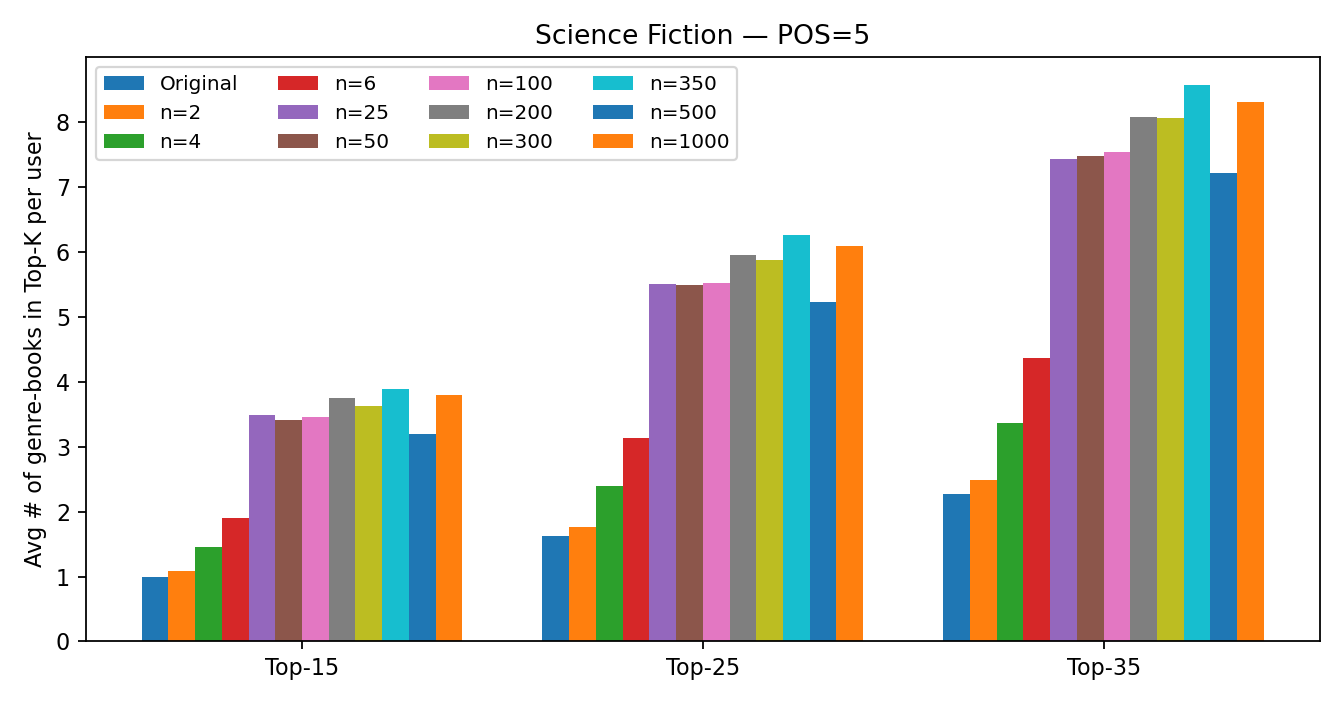 Science Fiction — POS=5
Original
n=2
n=4
n=6
n=25
n=50
n=100
n=200
n=300
n=350
n=500
n=1000
Avg # of genre-books in Top-K per user
8
7
6
5
4
3
2
1
0
Top-15
Top-25
Top-35